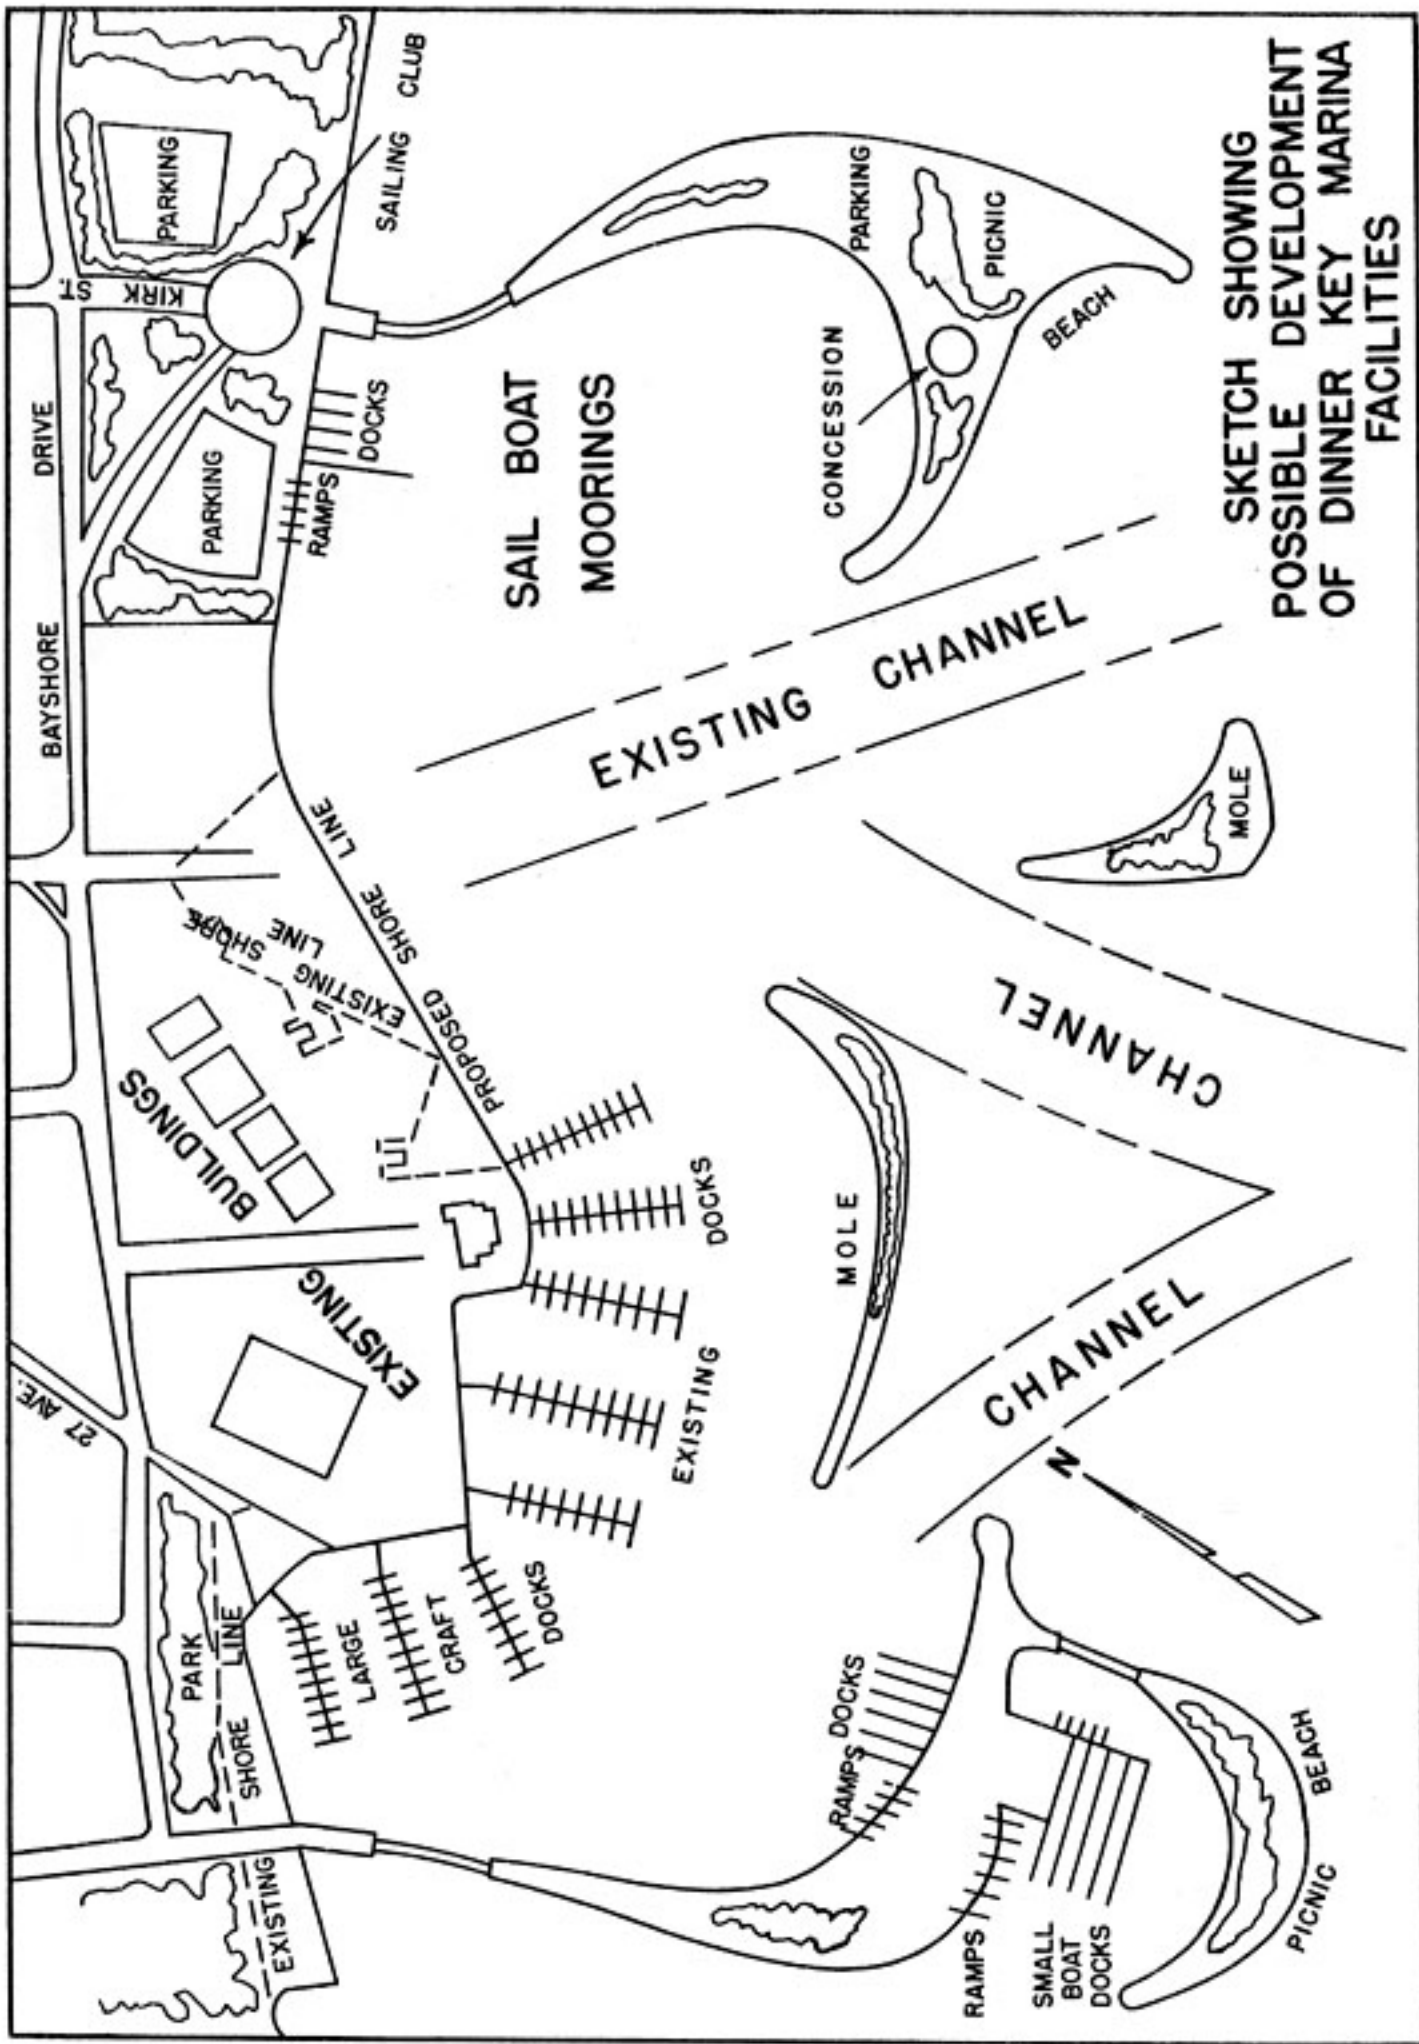 SKETCH SHOWING
POSSIBLE DEVELOPMENT
OF DINNER KEY MARINA
FACILITIES
27 AVE.
BAYSHORE DRIVE
KIRK ST.
PARKING
PARKING
SAILING CLUB
PARK
EXISTING SHORE LINE
EXISTING BUILDINGS
EXISTING SHORE
LINE
PROPOSED SHORE LINE
RAMPS
DOCKS
LARGE
CRAFT
DOCKS
EXISTING DOCKS
SAIL BOAT
MOORINGS
EXISTING CHANNEL
CONCESSION
PARKING
PICNIC
BEACH
MOLE
MOLE
CHANNEL
CHANNEL
N
RAMPS
DOCKS
RAMPS
SMALL
BOAT
DOCKS
PICNIC
BEACH